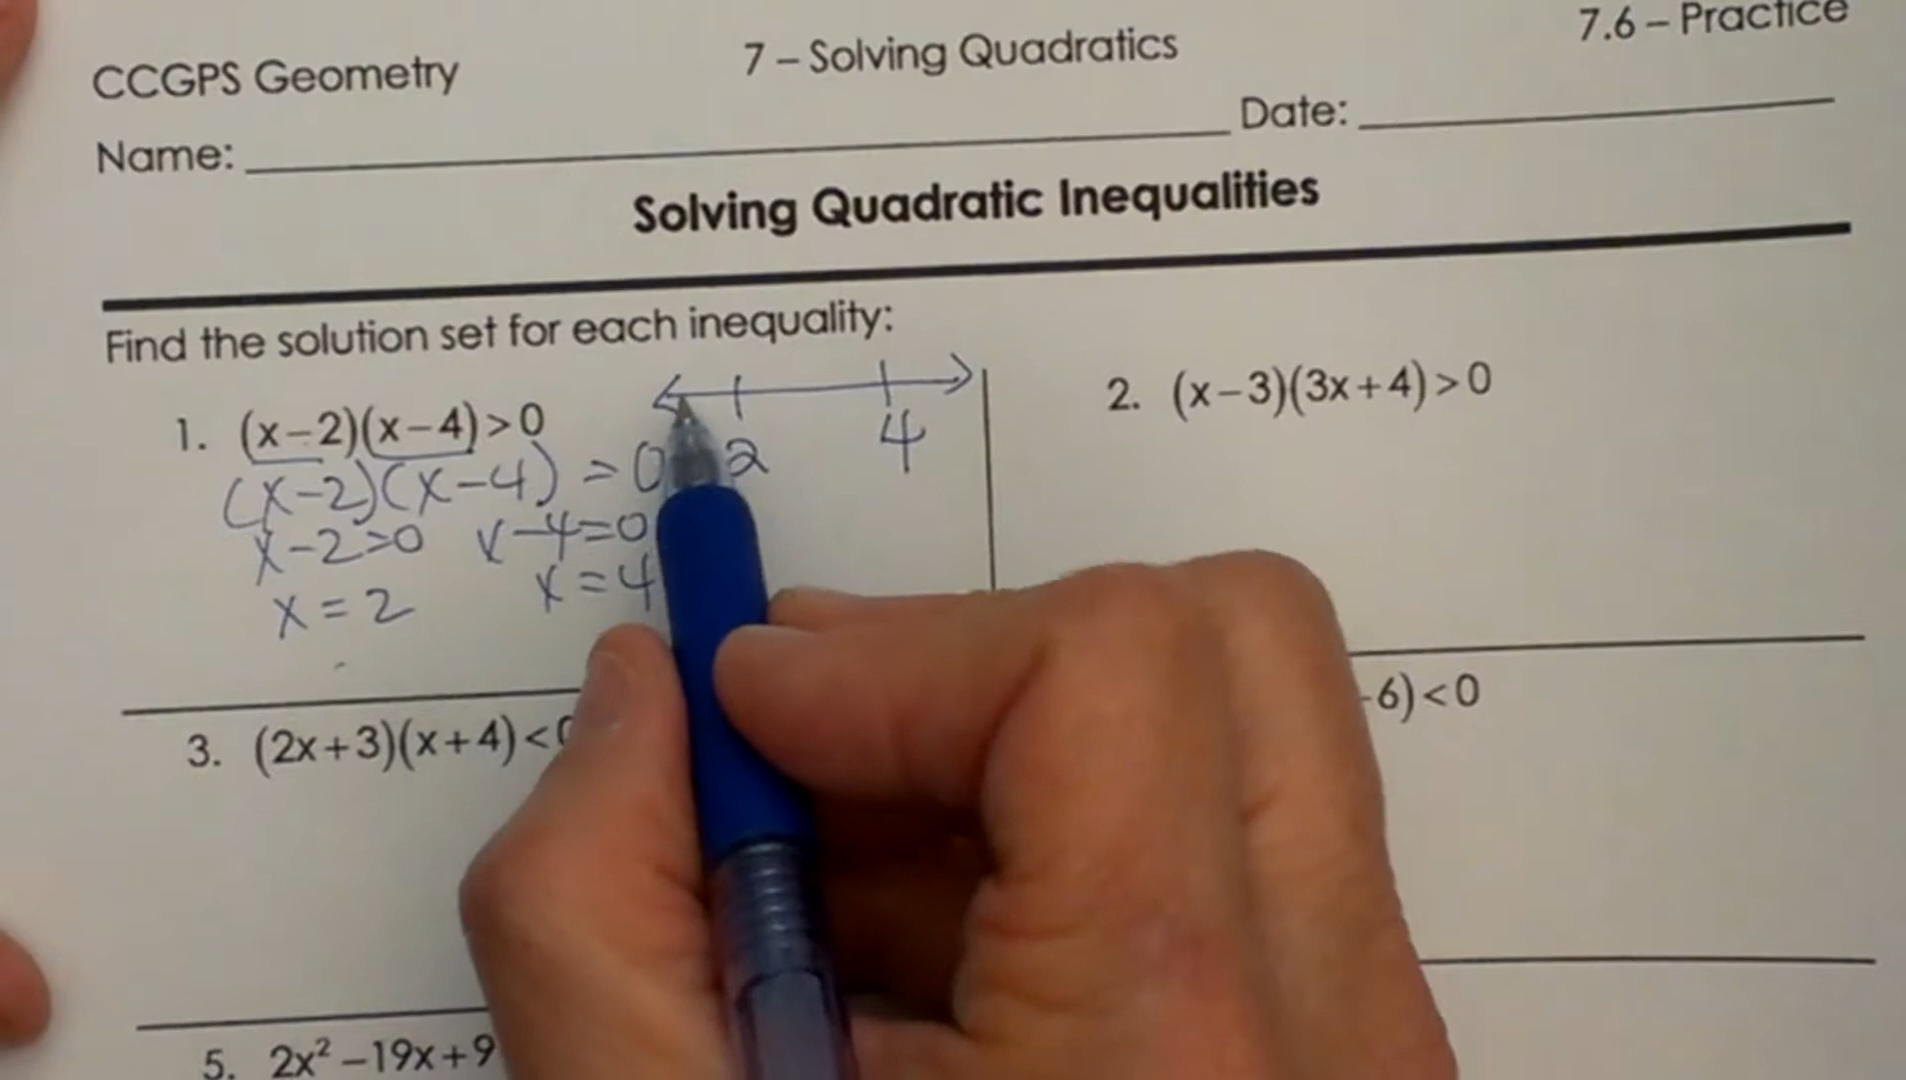 CCGPS Geometry 7 – Solving Quadratics 7.6 – Practice
Name: Date:
Solving Quadratic Inequalities
Find the solution set for each inequality:
1. (x–2)(x–4)>0
(x-2)(x-4) = 0
x-2=0 x-4=0
x = 2 x = 4
2 4
2. (x–3)(3x+4)>0
3. (2x+3)(x+4)<0
-6)<0
5. 2x² –19x+9